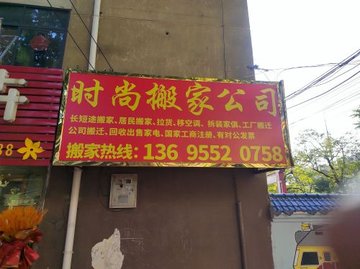 时尚搬家公司
长短途搬家、居民搬家、拉货、移空调、拆装家俱、工厂搬迁
公司搬迁、回收出售家电、国家工商注册、有对公发票
搬家热线：136 9552 0758